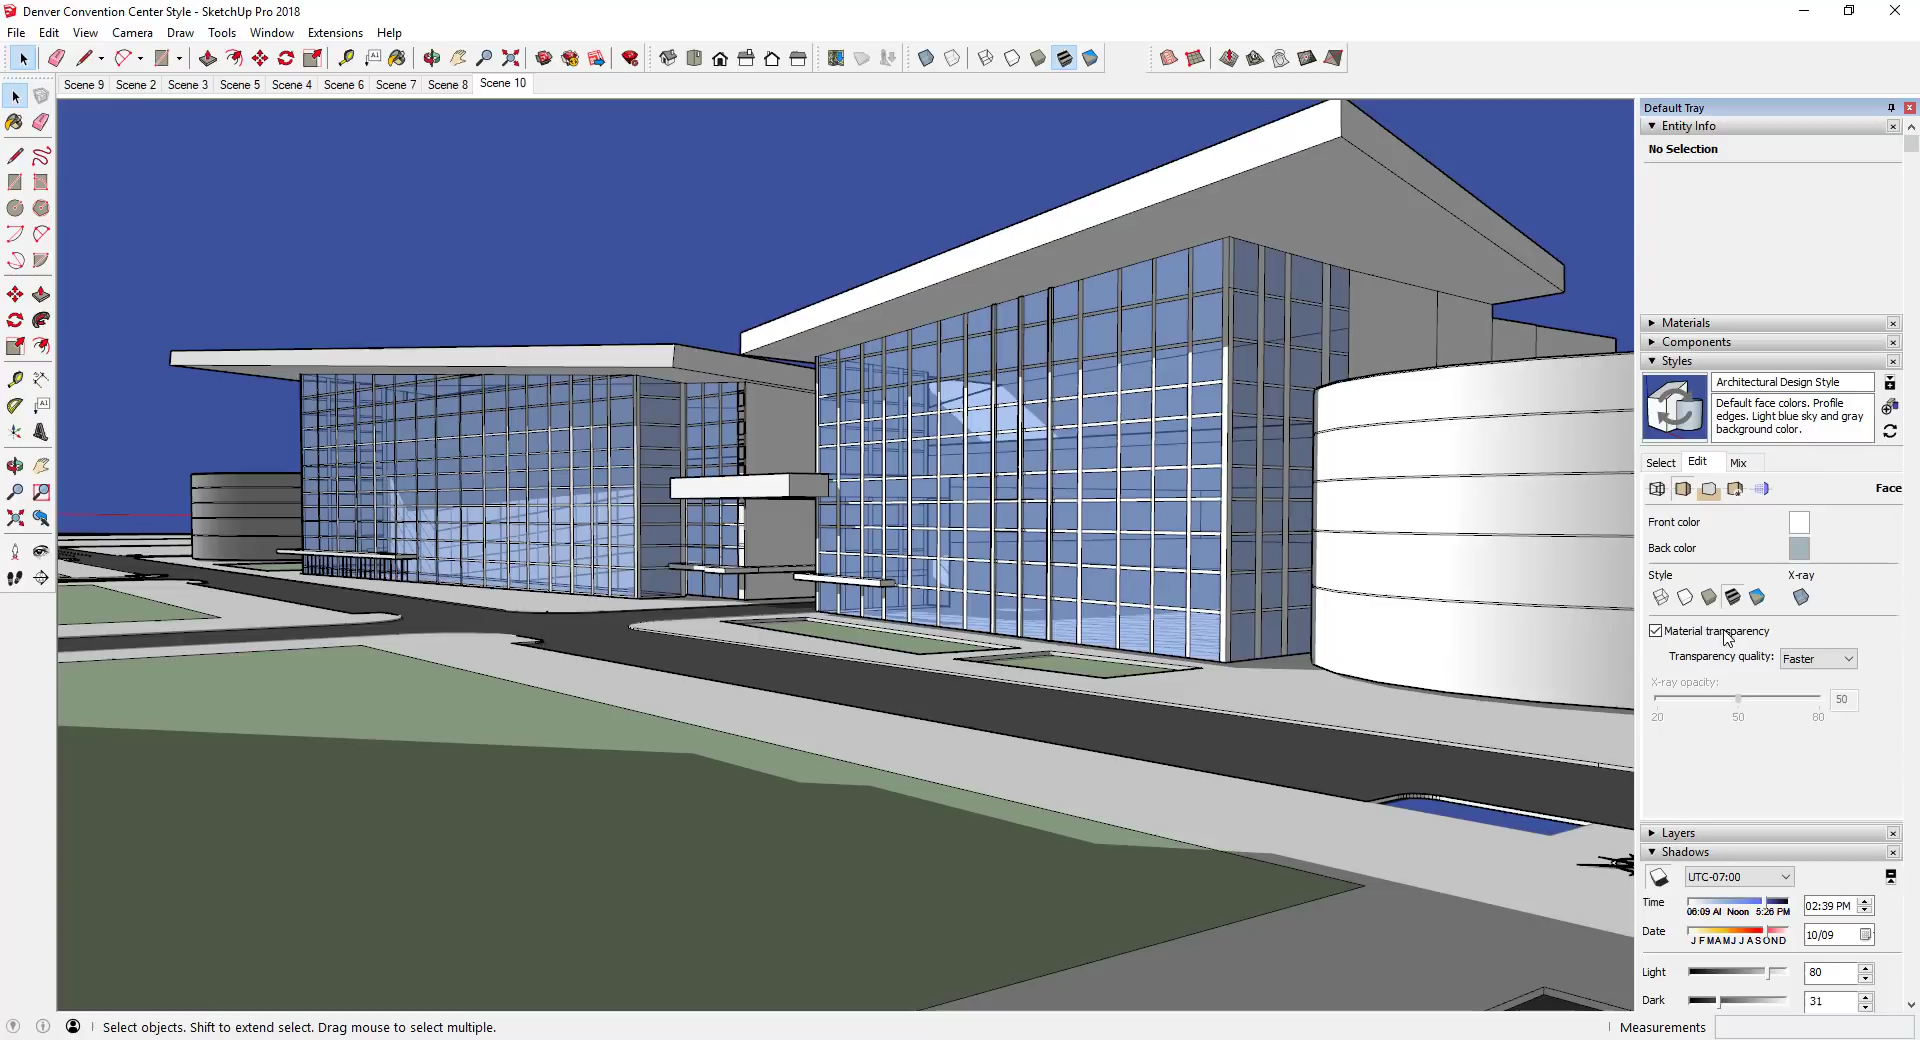 Denver Convention Center Style - SketchUp Pro 2018
File Edit View Camera Draw Tools Window Extensions Help
Scene 9 Scene 2 Scene 3 Scene 5 Scene 4 Scene 6 Scene 7 Scene 8 Scene 10
Default Tray
Entity Info
No Selection
Materials
Components
Styles
Architectural Design Style
Default face colors. Profile
edges. Light blue sky and gray
background color.
Select Edit Mix
Face
Front color
Back color
Style X-ray
Material transparency
Transparency quality: Faster
X-ray opacity:
50
20 50 80
Layers
Shadows
UTC-07:00
Time 02:39 PM
06:09 AI Noon 5:26 PM
Date 10/09
J F M A M J J A S O N D
Light 80
Dark 31
Select objects. Shift to extend select. Drag mouse to select multiple.
Measurements